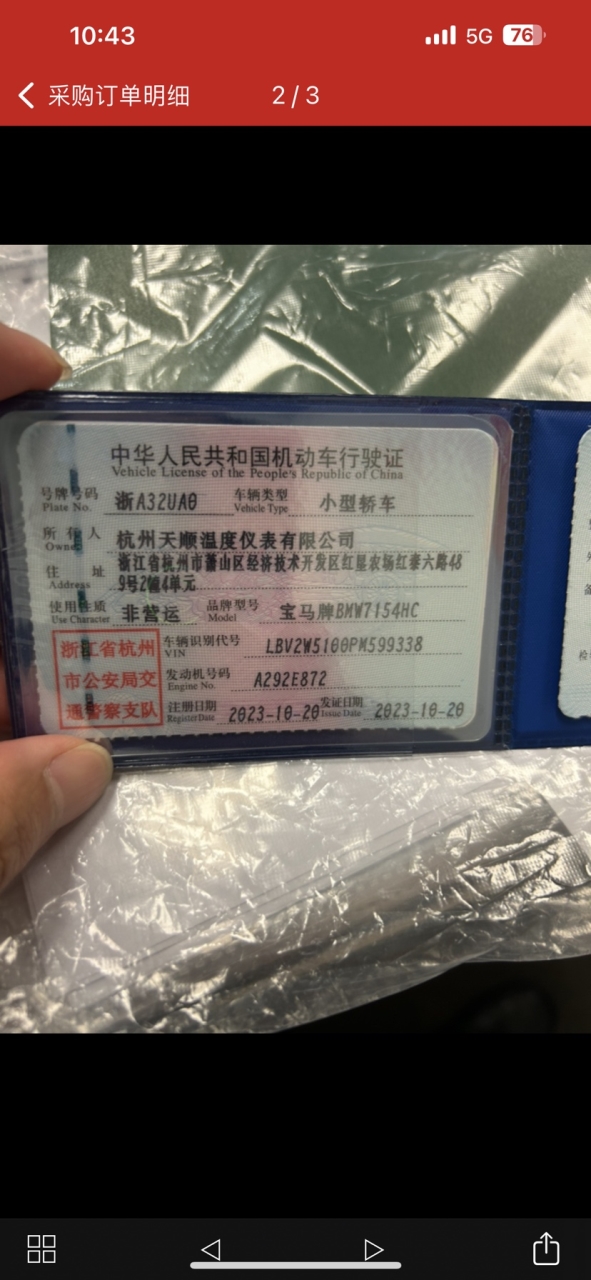 10:43
5G 76
采购订单明细 2 / 3
中华人民共和国机动车行驶证
Vehicle License of the People's Republic of China
号牌号码 浙A32UA0 车辆类型 小型轿车
Plate No. Vehicle Type
所有人 杭州天顺温度仪表有限公司
Owner
住址 浙江省杭州市萧山区经济技术开发区红垦农场红泰六路48
Address 9号2幢4单元
使用性质 非营运 品牌型号 宝马牌BMW7154HC
Use Character Model
浙江省杭州 车辆识别代号 LBV2W5100PM599338
VIN
市公安局交 发动机号码 A292E872
Engine No.
通警察支队 注册日期 2023-10-20 发证日期 2023-10-20
Register Date Issue Date